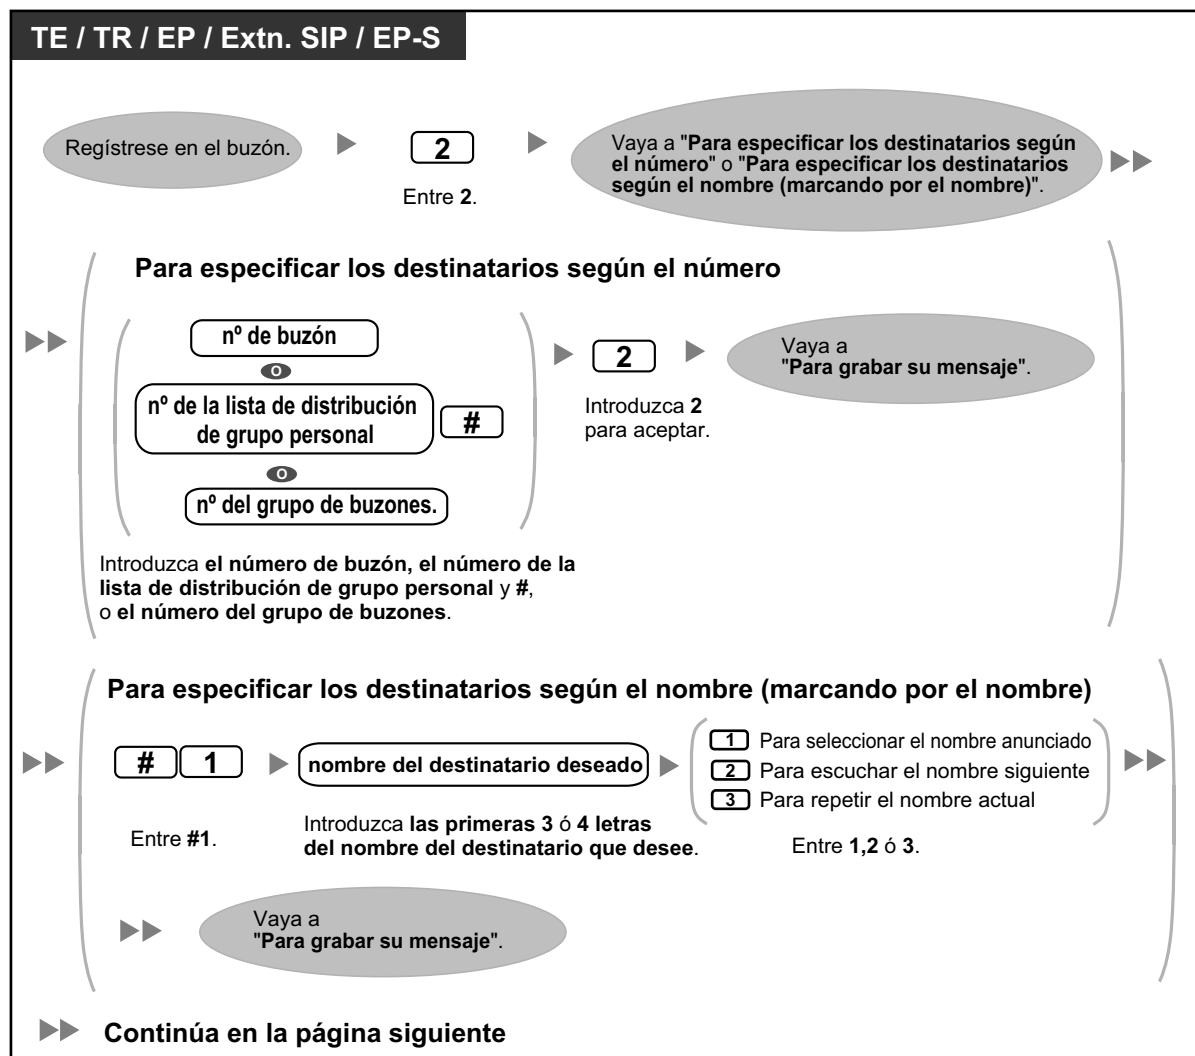 TE / TR / EP / Extn. SIP / EP-S
Regístrese en el buzón.
2
Entre 2.
Vaya a "Para especificar los destinatarios según
el número" o "Para especificar los destinatarios
según el nombre (marcando por el nombre)".
Para especificar los destinatarios según el número
nº de buzón
O
nº de la lista de distribución
de grupo personal
#
O
nº del grupo de buzones.
Introduzca el número de buzón, el número de la
lista de distribución de grupo personal y #,
o el número del grupo de buzones.
2
Introduzca 2
para aceptar.
Vaya a
"Para grabar su mensaje".
Para especificar los destinatarios según el nombre (marcando por el nombre)
# 1
Entre #1.
nombre del destinatario deseado
Introduzca las primeras 3 ó 4 letras
del nombre del destinatario que desee.
1 Para seleccionar el nombre anunciado
2 Para escuchar el nombre siguiente
3 Para repetir el nombre actual
Entre 1,2 ó 3.
Vaya a
"Para grabar su mensaje".
Continúa en la página siguiente